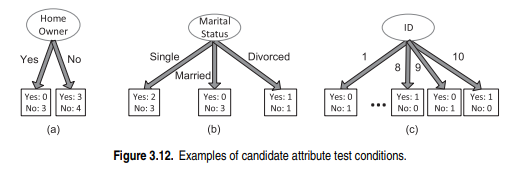 Home
Owner
Yes
No
Yes: 0
No: 3
Yes: 3
No: 4
(a)
Marital
Status
Single
Married
Divorced
Yes: 2
No: 3
Yes: 0
No: 3
Yes: 1
No: 1
(b)
ID
1
8
9
10
Yes: 0
No: 1
...
Yes: 1
No: 0
Yes: 0
No: 1
Yes: 1
No: 0
(c)
Figure 3.12. Examples of candidate attribute test conditions.